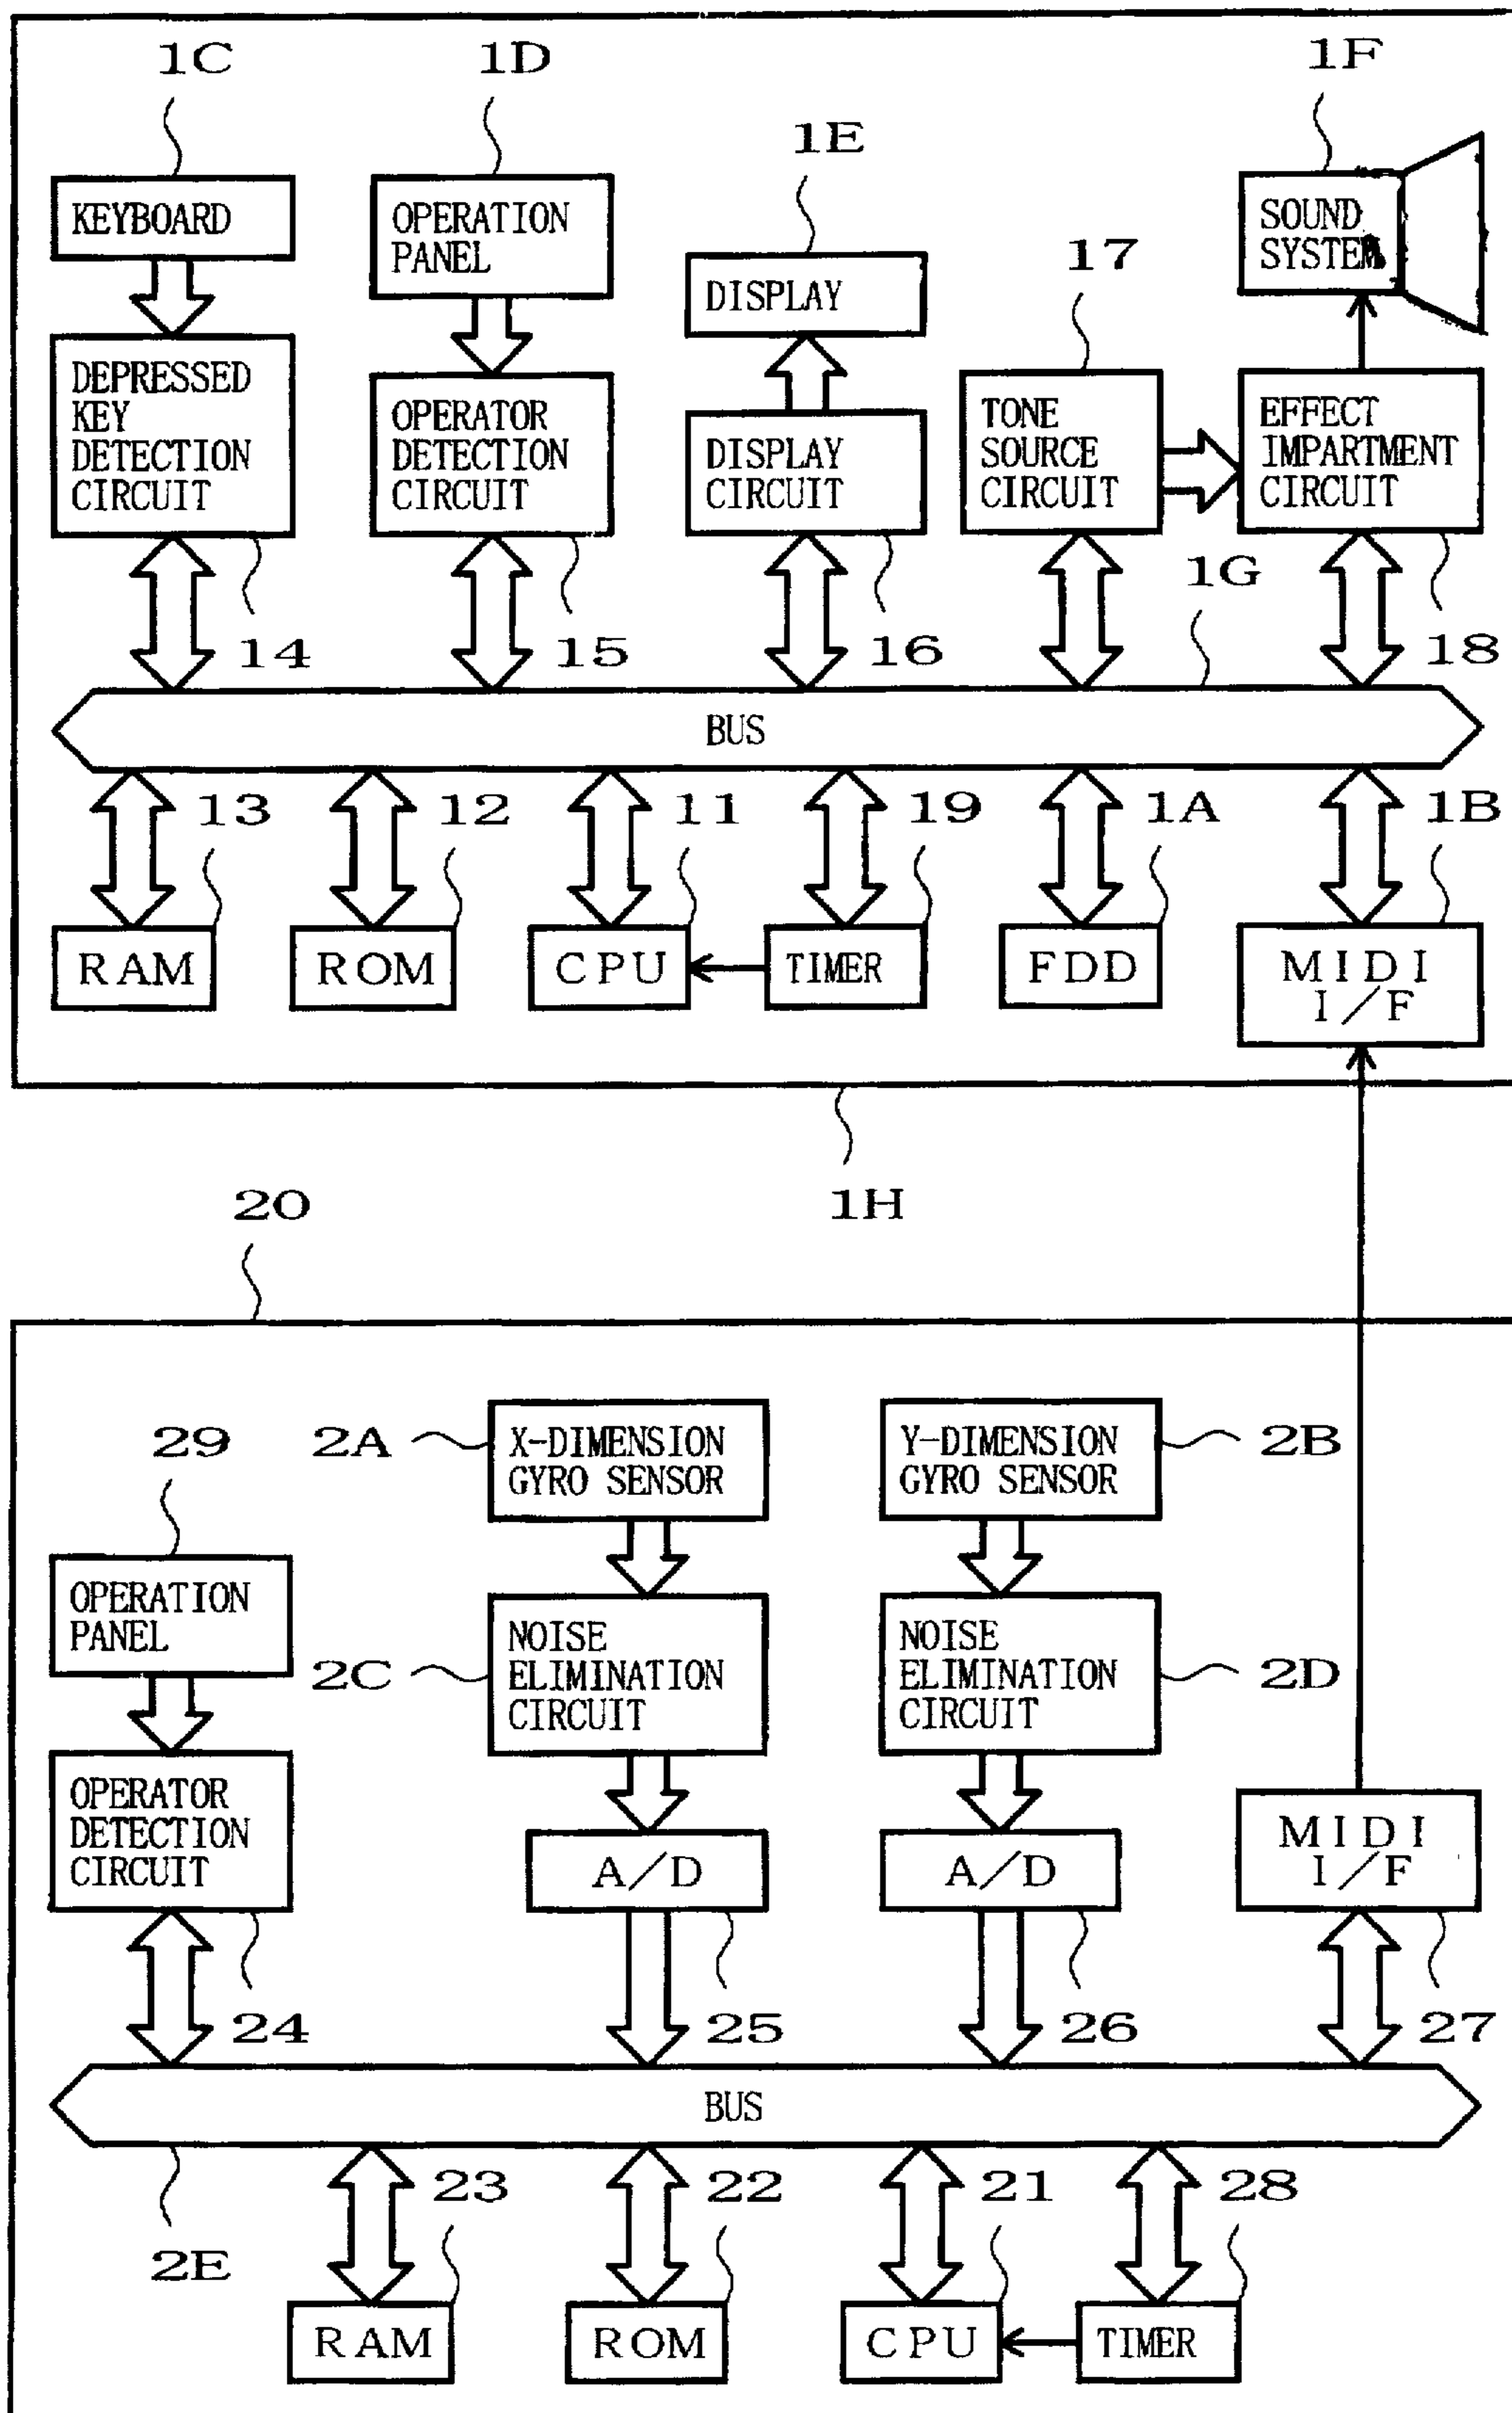 1C
1D
1E
1F
KEYBOARD
OPERATION
PANEL
DISPLAY
17
SOUND
SYSTEM
DEPRESSED
KEY
DETECTION
CIRCUIT
OPERATOR
DETECTION
CIRCUIT
DISPLAY
CIRCUIT
TONE
SOURCE
CIRCUIT
EFFECT
IMPARTMENT
CIRCUIT
1G
14
15
16
18
BUS
13
12
11
19
1A
1B
RAM
ROM
CPU
TIMER
FDD
MIDI
I/F
1H
20
29
2A
X-DIMENSION
GYRO SENSOR
Y-DIMENSION
GYRO SENSOR
2B
OPERATION
PANEL
2C
NOISE
ELIMINATION
CIRCUIT
NOISE
ELIMINATION
CIRCUIT
2D
OPERATOR
DETECTION
CIRCUIT
A/D
A/D
MIDI
I/F
24
25
26
27
BUS
2E
23
22
21
28
RAM
ROM
CPU
TIMER